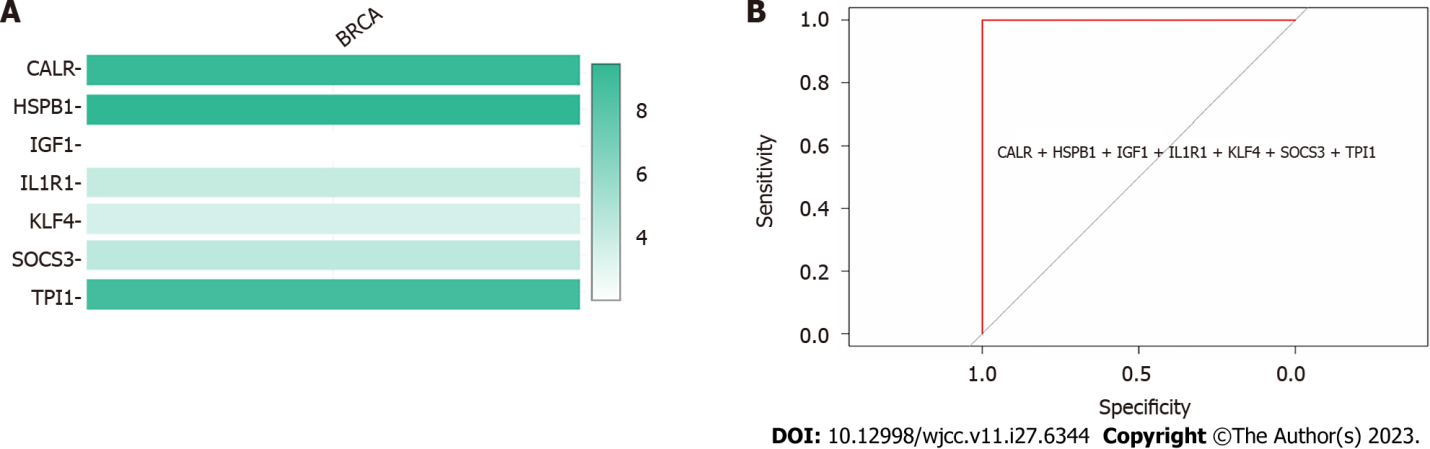 A
BRCA
CALR-
HSPB1-
IGF1-
IL1R1-
KLF4-
SOCS3-
TPI1-
8
6
4
B
1.0
0.8
0.6
0.4
0.2
0.0
Sensitivity
CALR + HSPB1 + IGF1 + IL1R1 + KLF4 + SOCS3 + TPI1
1.0 0.5 0.0
Specificity
DOI: 10.12998/wjcc.v11.i27.6344 Copyright ©The Author(s) 2023.